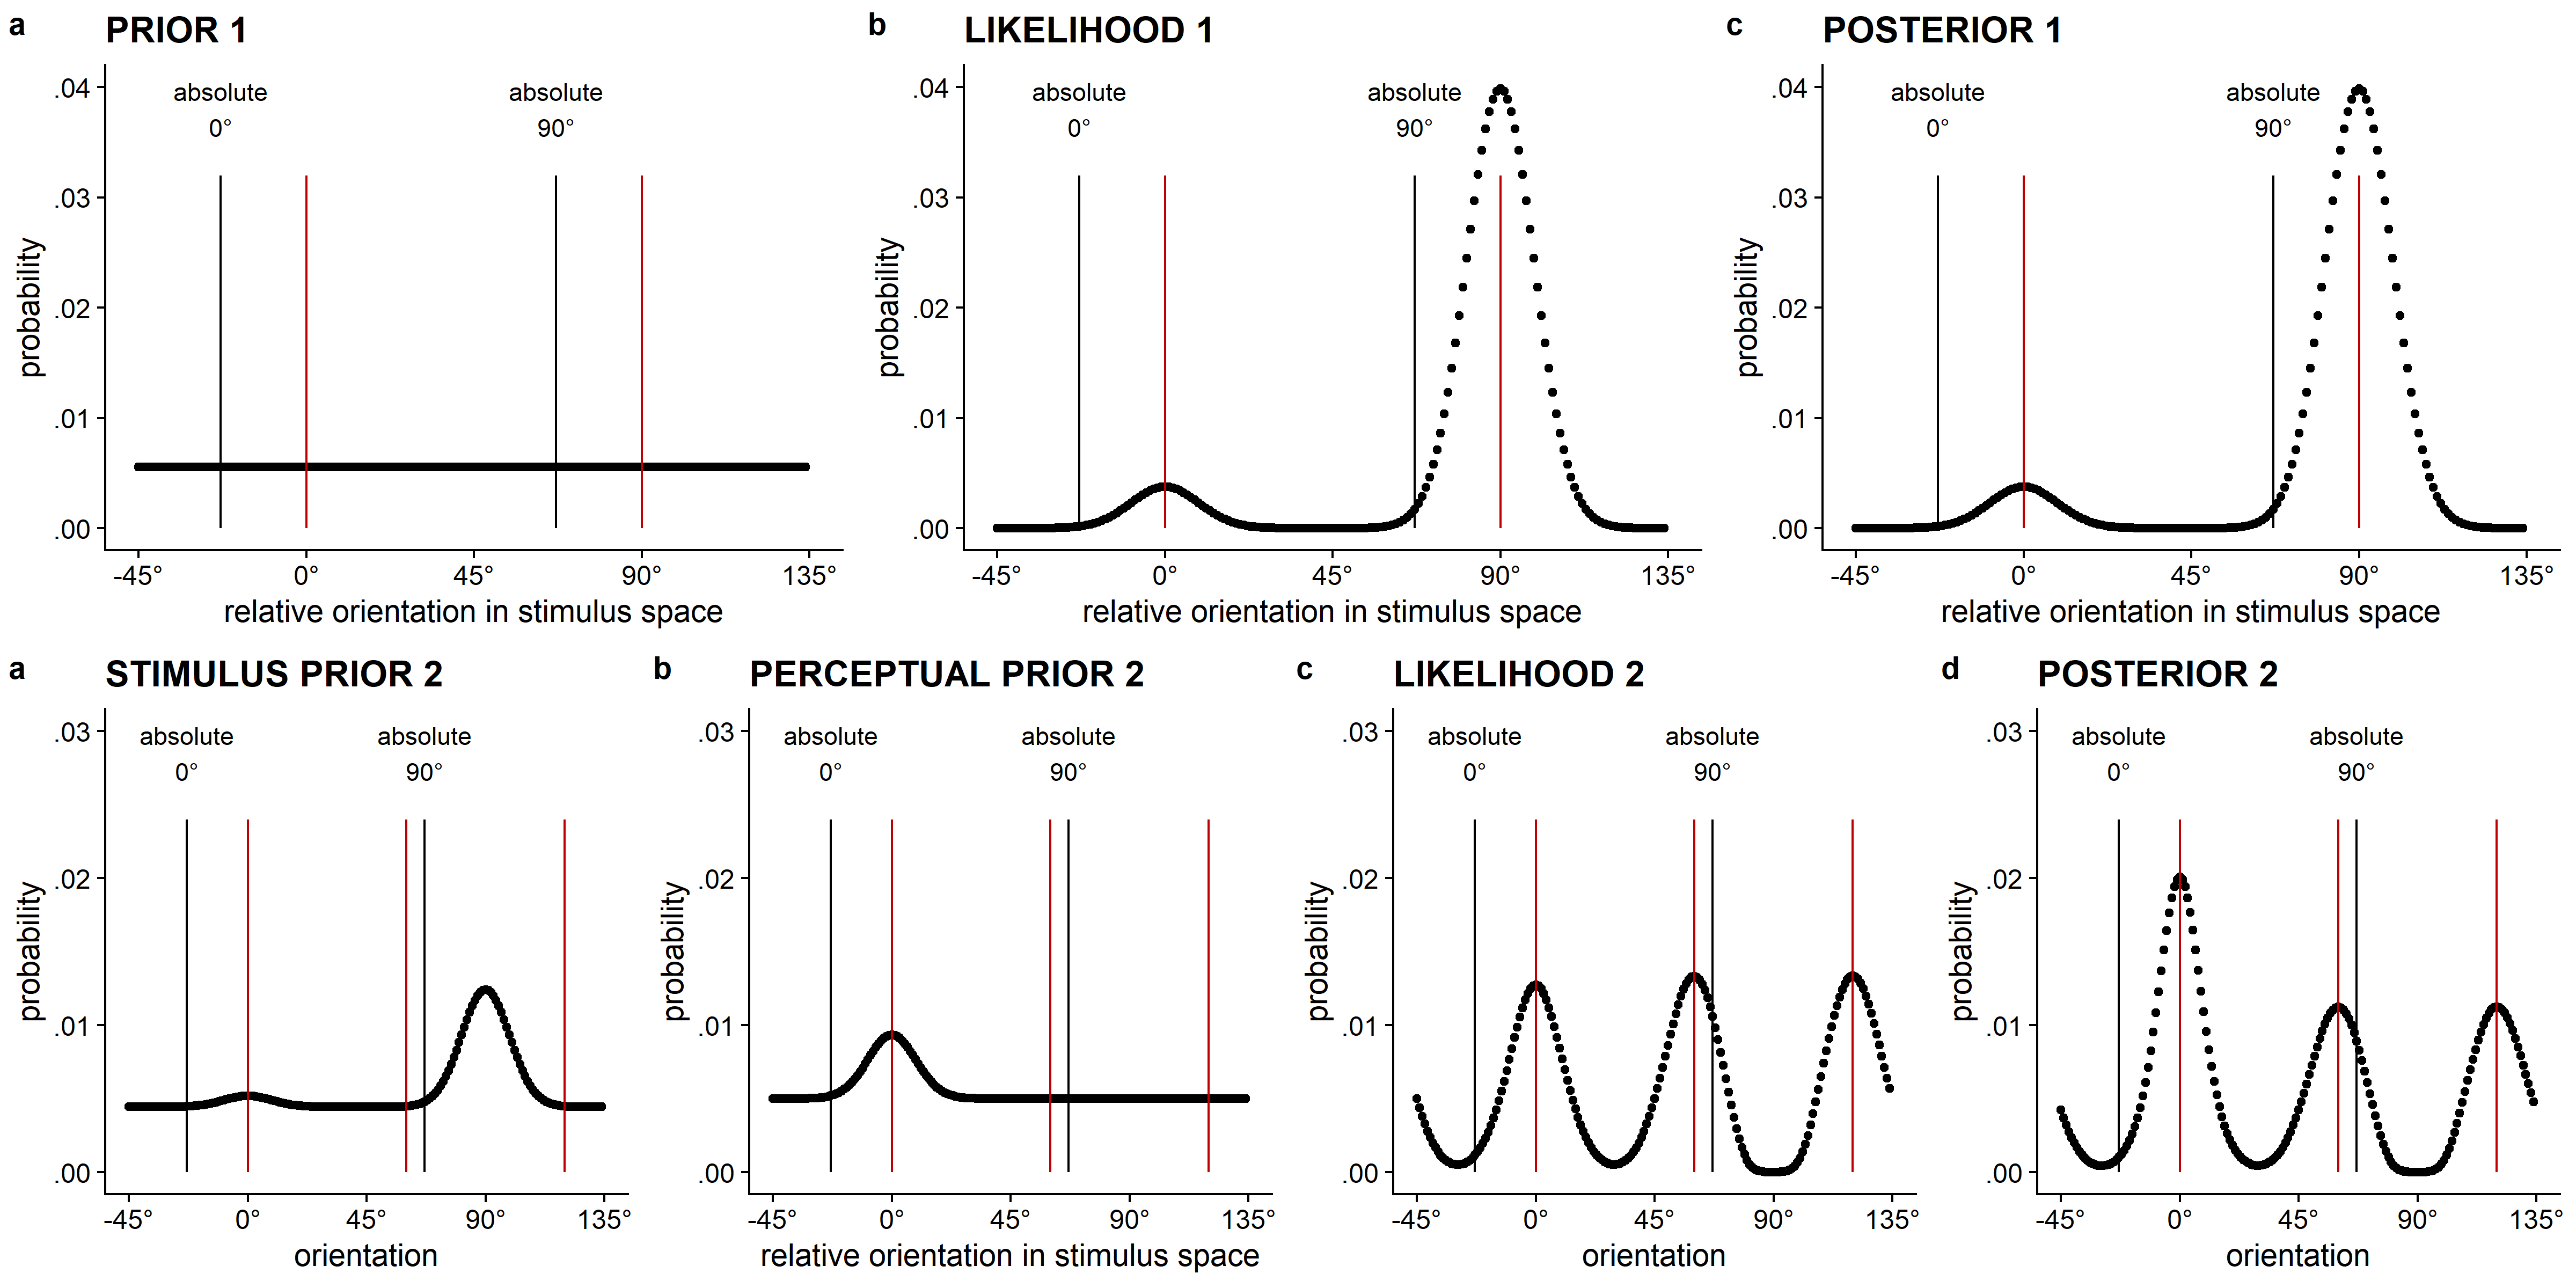 a PRIOR 1
.04
.03
.02
.01
.00
probability
absolute
0°
absolute
90°
-45° 0° 45° 90° 135°
relative orientation in stimulus space
b LIKELIHOOD 1
.04
.03
.02
.01
.00
probability
absolute
0°
absolute
90°
-45° 0° 45° 90° 135°
relative orientation in stimulus space
c POSTERIOR 1
.04
.03
.02
.01
.00
probability
absolute
0°
absolute
90°
-45° 0° 45° 90° 135°
relative orientation in stimulus space
a STIMULUS PRIOR 2
.03
.02
.01
.00
probability
absolute
0°
absolute
90°
-45° 0° 45° 90° 135°
orientation
b PERCEPTUAL PRIOR 2
.03
.02
.01
.00
probability
absolute
0°
absolute
90°
-45° 0° 45° 90° 135°
relative orientation in stimulus space
c LIKELIHOOD 2
.03
.02
.01
.00
probability
absolute
0°
absolute
90°
-45° 0° 45° 90° 135°
orientation
d POSTERIOR 2
.03
.02
.01
.00
probability
absolute
0°
absolute
90°
-45° 0° 45° 90° 135°
orientation